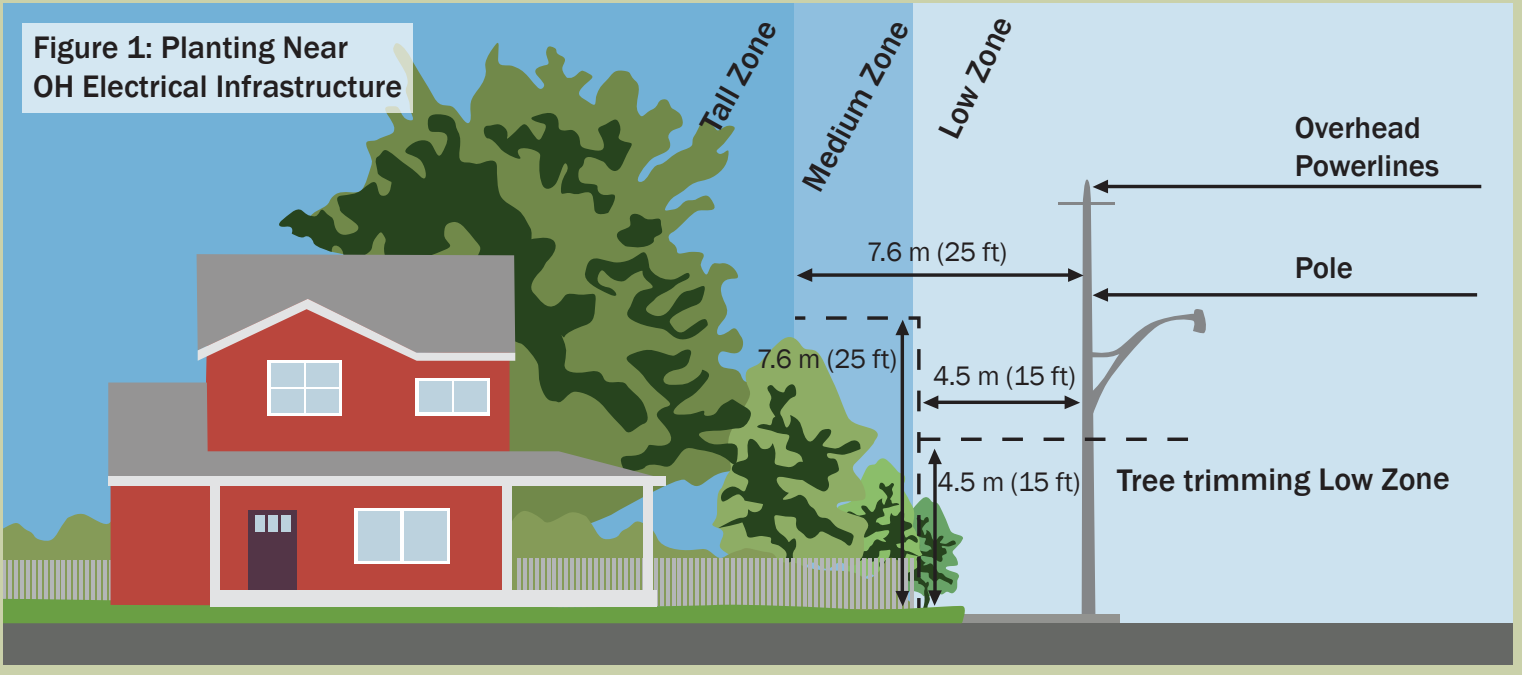 Figure 1: Planting Near
OH Electrical Infrastructure
Tall Zone
Medium Zone
Low Zone
Overhead
Powerlines
7.6 m (25 ft)
Pole
7.6 m (25 ft)
4.5 m (15 ft)
4.5 m (15 ft)
Tree trimming Low Zone